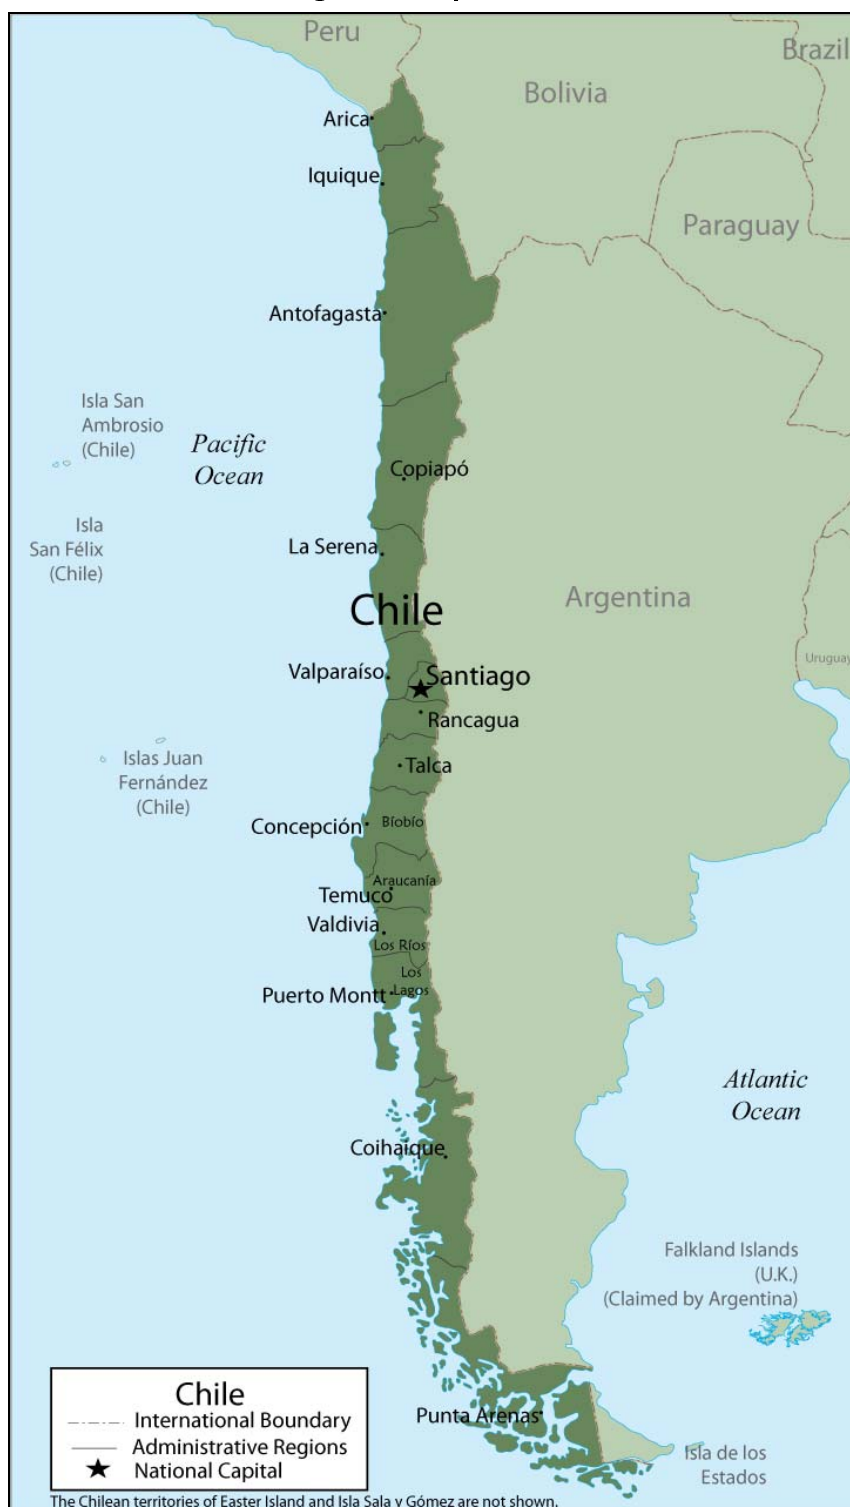 Peru
Brazil
Bolivia
Arica
Iquique
Paraguay
Antofagasta
Isla San
Ambrosio
(Chile)
Pacific
Ocean
Copiapó
Isla
San Félix
(Chile)
La Serena
Chile
Argentina
Uruguay
Valparaíso
Santiago
Rancagua
Islas Juan
Fernández
(Chile)
Talca
Concepción
Bíobío
Araucanía
Temuco
Valdivia
Los Ríos
Los
Lagos
Puerto Montt
Atlantic
Ocean
Coihaique
Falkland Islands
(U.K.)
(Claimed by Argentina)
Punta Arenas
Isla de los
Estados
Chile
International Boundary
Administrative Regions
National Capital
The Chilean territories of Easter Island and Isla Sala y Gómez are not shown.